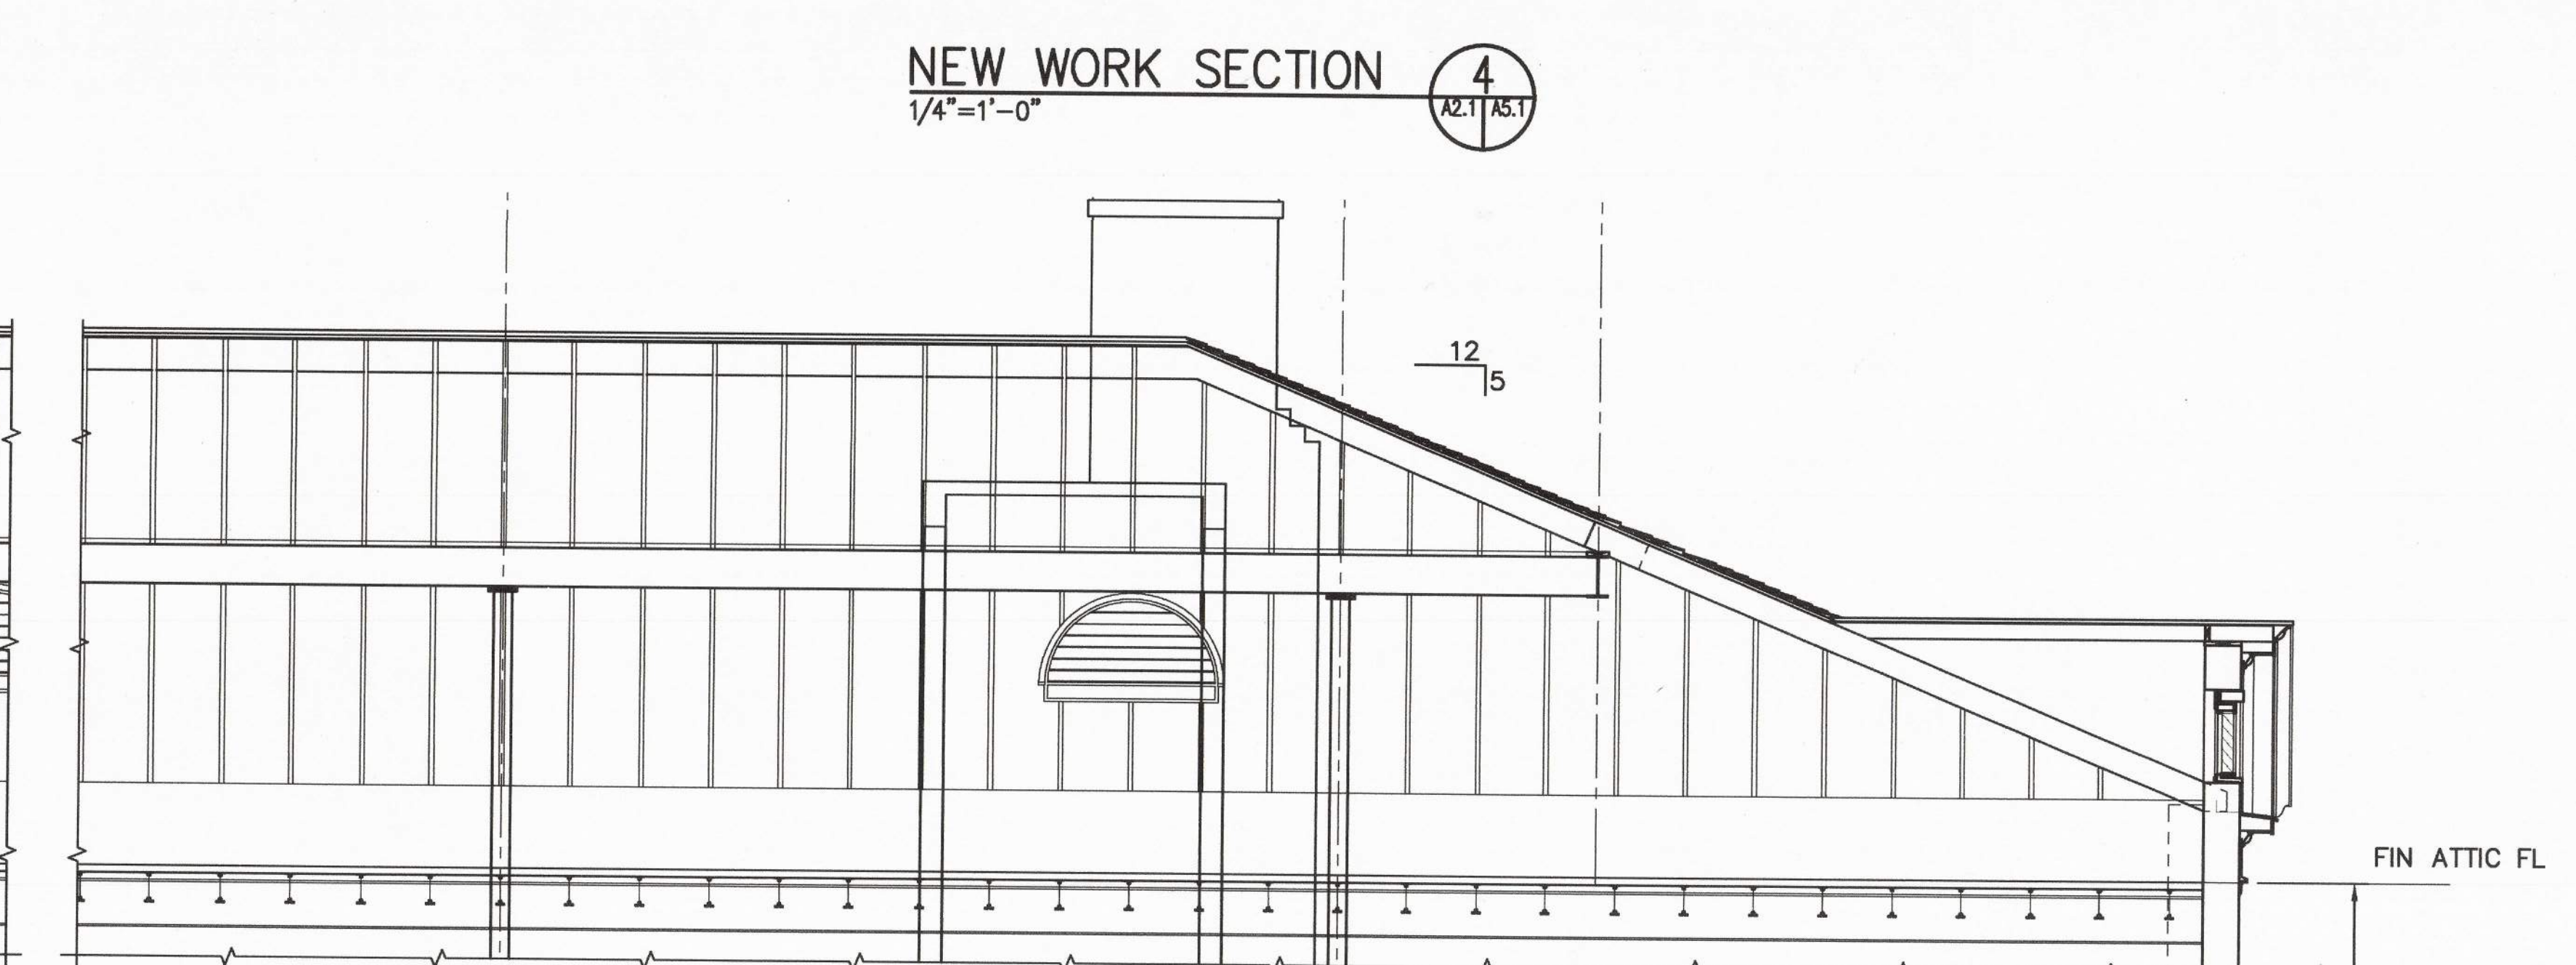 NEW WORK SECTION
1/4"=1'-0"
4
A2.1 A5.1
12
5
FIN ATTIC FL